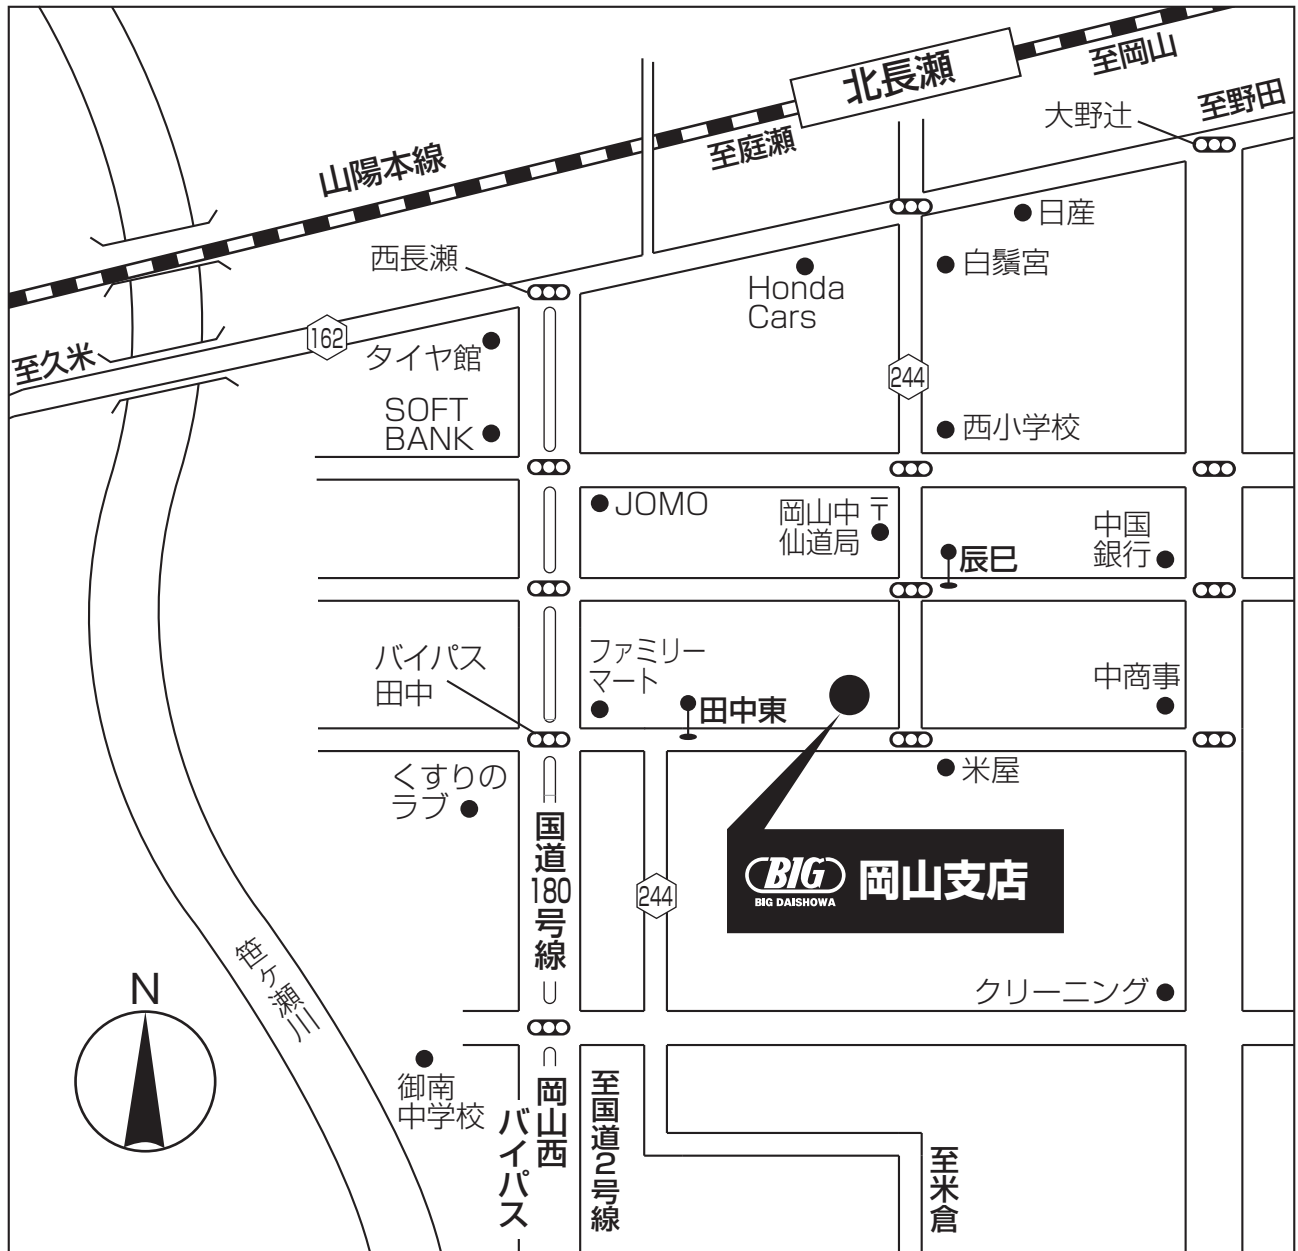 北長瀬
至岡山
至野田
大野辻
至庭瀬
山陽本線
日産
西長瀬
白鬚宮
Honda
Cars
162
至久米
タイヤ館
244
SOFT
BANK
西小学校
JOMO
岡山中
仙道局
〒
中国
銀行
辰巳
バイパス
田中
ファミリー
マート
田中東
中商事
くすりの
ラブ
米屋
国道180号線
244
BIG
BIG DAISHOWA
岡山支店
笹ヶ瀬川
N
クリーニング
御南
中学校
岡山西
バイパス
至国道2号線
至米倉